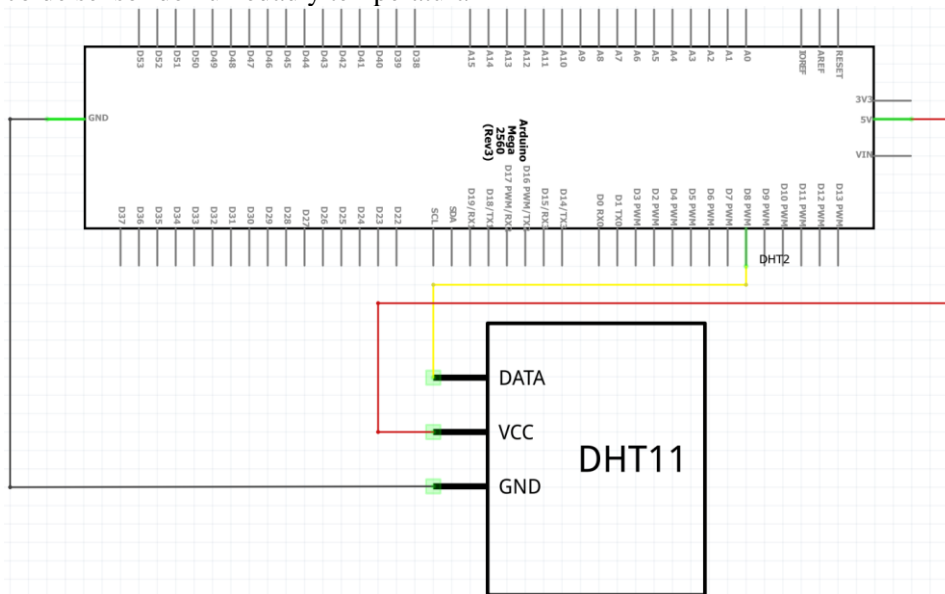 de sensor de humedad y temperatura
D53 D52 D51 D50 D49 D48 D47 D46 D45 D44 D43 D42 D41 D40 D39 D38 A15 A14 A13 A12 A11 A10 A9 A8 A7 A6 A5 A4 A3 A2 A1 A0 IOREF AREF RESET
3V3
GND
5V
VIN
Arduino
Mega
2560
(Rev3)
D37 D36 D35 D34 D33 D32 D31 D30 D29 D28 D27 D26 D25 D24 D23 D22 SCL SDA D19/RX1 D18/TX1 D17 PWM/RX2 D16 PWM/TX2 D15/RX3 D14/TX3 D0 RX0 D1 TX0 D3 PWM D2 PWM D4 PWM D5 PWM D6 PWM D7 PWM D8 PWM D9 PWM D10 PWM D11 PWM D12 PWM D13 PWM
DHT2
DATA
VCC
DHT11
GND